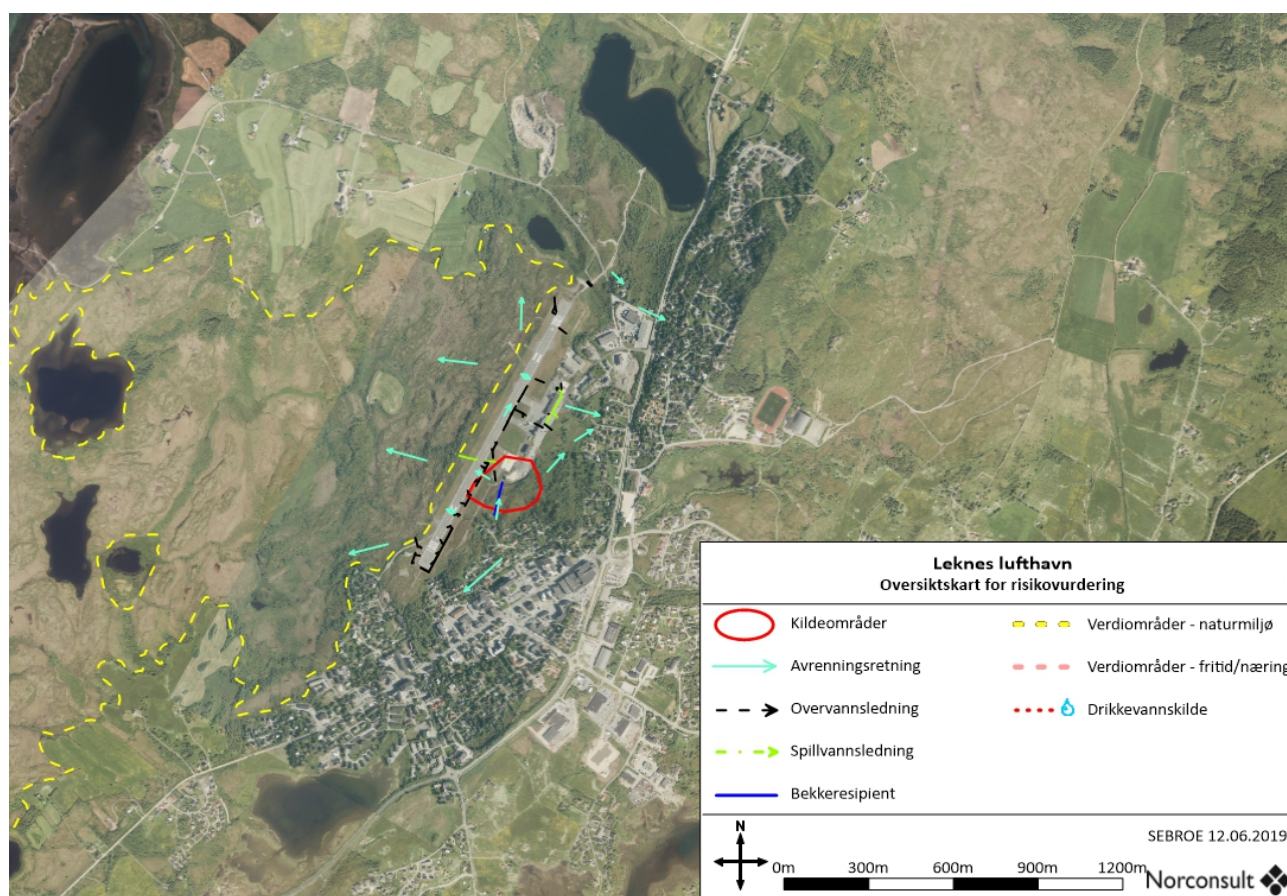 Leknes lufthavn
Oversiktskart for risikovurdering
Kildeområder
Verdiområder - naturmiljø
Avrenningsretning
Verdiområder - fritid/næring
Overvannsledning
Drikkevannskilde
Spillvannsledning
Bekkeresipient
N
SEBROE 12.06.2019
0m 300m 600m 900m 1200m
Norconsult